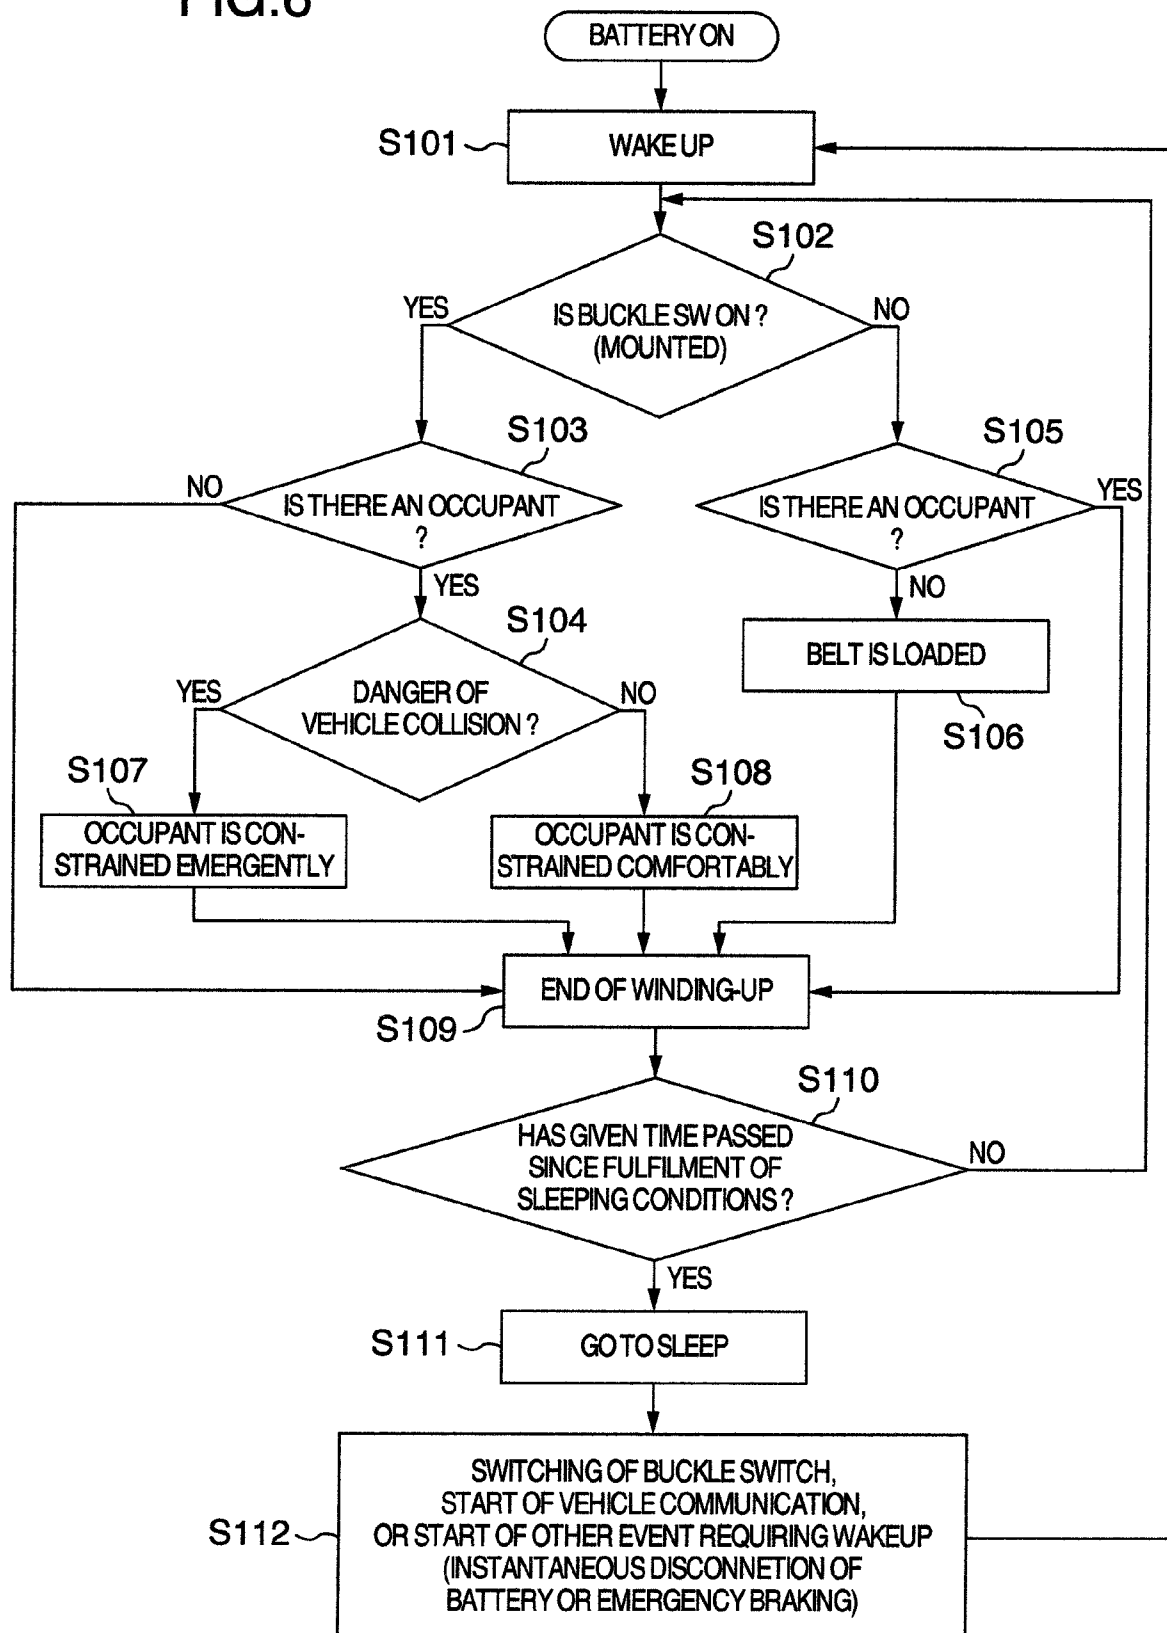 FIG.6
BATTERY ON
S101
WAKE UP
S102
YES
NO
IS BUCKLE SW ON ?
(MOUNTED)
S103
S105
NO
IS THERE AN OCCUPANT
?
YES
IS THERE AN OCCUPANT
?
YES
NO
S104
BELT IS LOADED
YES
NO
DANGER OF
VEHICLE COLLISION ?
S106
S107
S108
OCCUPANT IS CON-
STRAINED EMERGENTLY
OCCUPANT IS CON-
STRAINED COMFORTABLY
END OF WINDING-UP
S109
S110
HAS GIVEN TIME PASSED
SINCE FULFILMENT OF
SLEEPING CONDITIONS ?
NO
YES
S111
GO TO SLEEP
S112
SWITCHING OF BUCKLE SWITCH,
START OF VEHICLE COMMUNICATION,
OR START OF OTHER EVENT REQUIRING WAKEUP
(INSTANTANEOUS DISCONNETION OF
BATTERY OR EMERGENCY BRAKING)